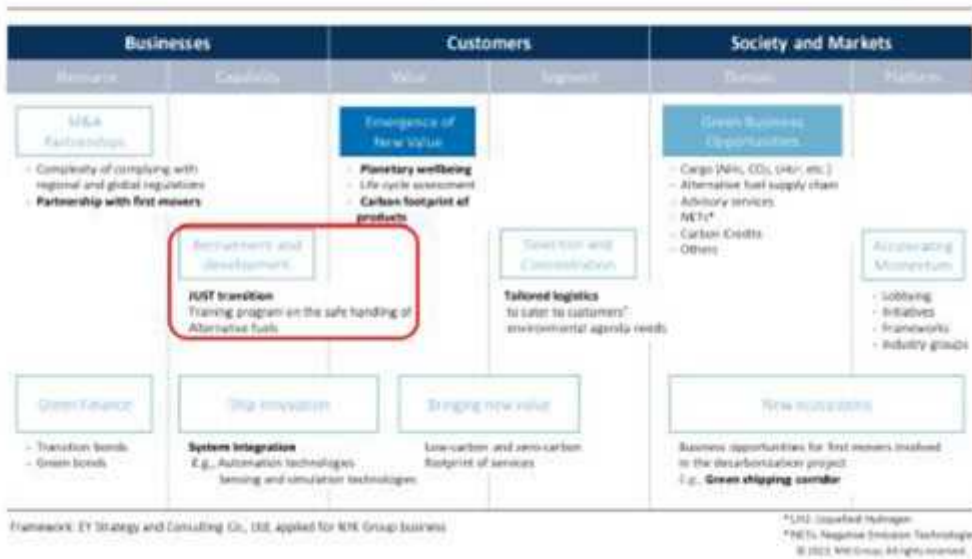 Businesses
Customers
Society and Markets
Resource
Capability
Value
Segment
Domain
Platform
M&A
Partnerships
- Complexity of complying with
regional and global regulations
- Partnership with first movers
Emergence of
New Value
- Planetary wellbeing
- Life cycle assessment
- Carbon footprint of
products
Green Business
Opportunities
- Cargo
- Alternative fuel supply chain
- Advisory services
- NETs*
- Carbon Credits
- Others
Recruitment and
development
JUST transition
Training program on the safe handling of
Alternative fuels
Selection and
Concentration
Tailored logistics
to cater to customers'
environmental agenda needs
Accelerating
Momentum
- Lobbying
- Initiatives
- Frameworks
- Industry groups
Green Finance
- Transition bonds
- Green bonds
Ship innovation
System integration
E.g., Automation technologies
Sensing and simulation technologies
Bringing new value
Low-carbon and zero-carbon
footprint of services
New ecosystems
Business opportunities for first movers involved
in the decarbonization project
E.g., Green shipping corridor
Framework: EY Strategy and Consulting Co., Ltd. applied for NYK Group business
Liquefied Hydrogen
*NETs: Negative Emission Technologies
NYK Group. All rights reserved.